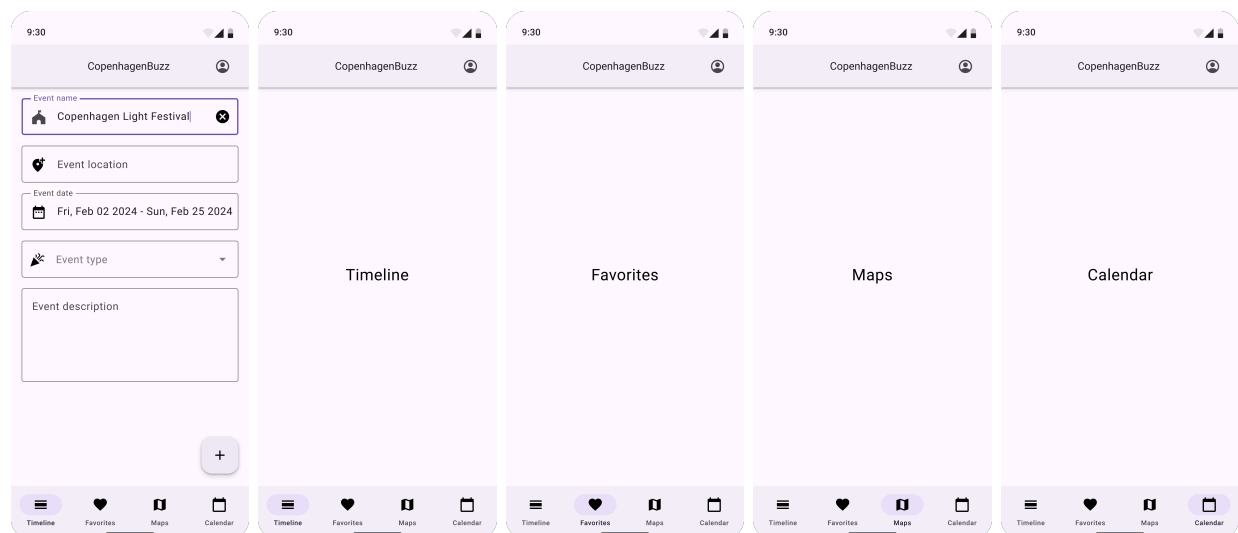 9:30
CopenhagenBuzz
Event name
Copenhagen Light Festival
Event location
Event date
Fri, Feb 02 2024 - Sun, Feb 25 2024
Event type
Event description
+
Timeline Favorites Maps Calendar
9:30
CopenhagenBuzz
Timeline
Timeline Favorites Maps Calendar
9:30
CopenhagenBuzz
Favorites
Timeline Favorites Maps Calendar
9:30
CopenhagenBuzz
Maps
Timeline Favorites Maps Calendar
9:30
CopenhagenBuzz
Calendar
Timeline Favorites Maps Calendar